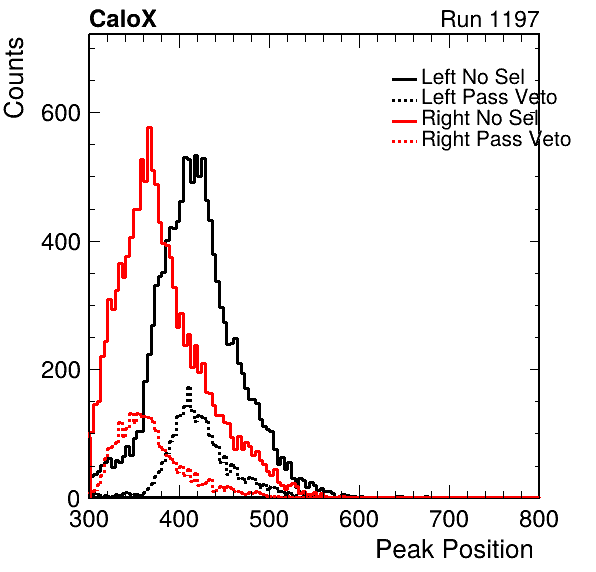 CaloX Run 1197
Counts
Left No Sel
Left Pass Veto
Right No Sel
Right Pass Veto
600
400
200
0
300 400 500 600 700 800
Peak Position